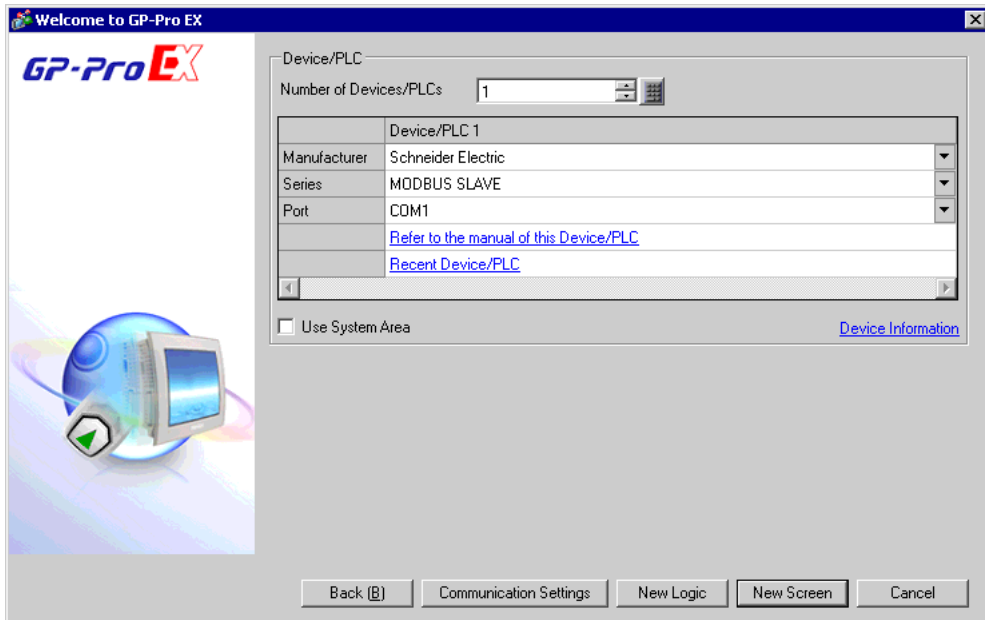 Welcome to GP-Pro EX
GP-Pro EX
Device/PLC
Number of Devices/PLCs 1
Device/PLC 1
Manufacturer Schneider Electric
Series MODBUS SLAVE
Port COM1
Refer to the manual of this Device/PLC
Recent Device/PLC
Use System Area Device Information
Back (B) Communication Settings New Logic New Screen Cancel